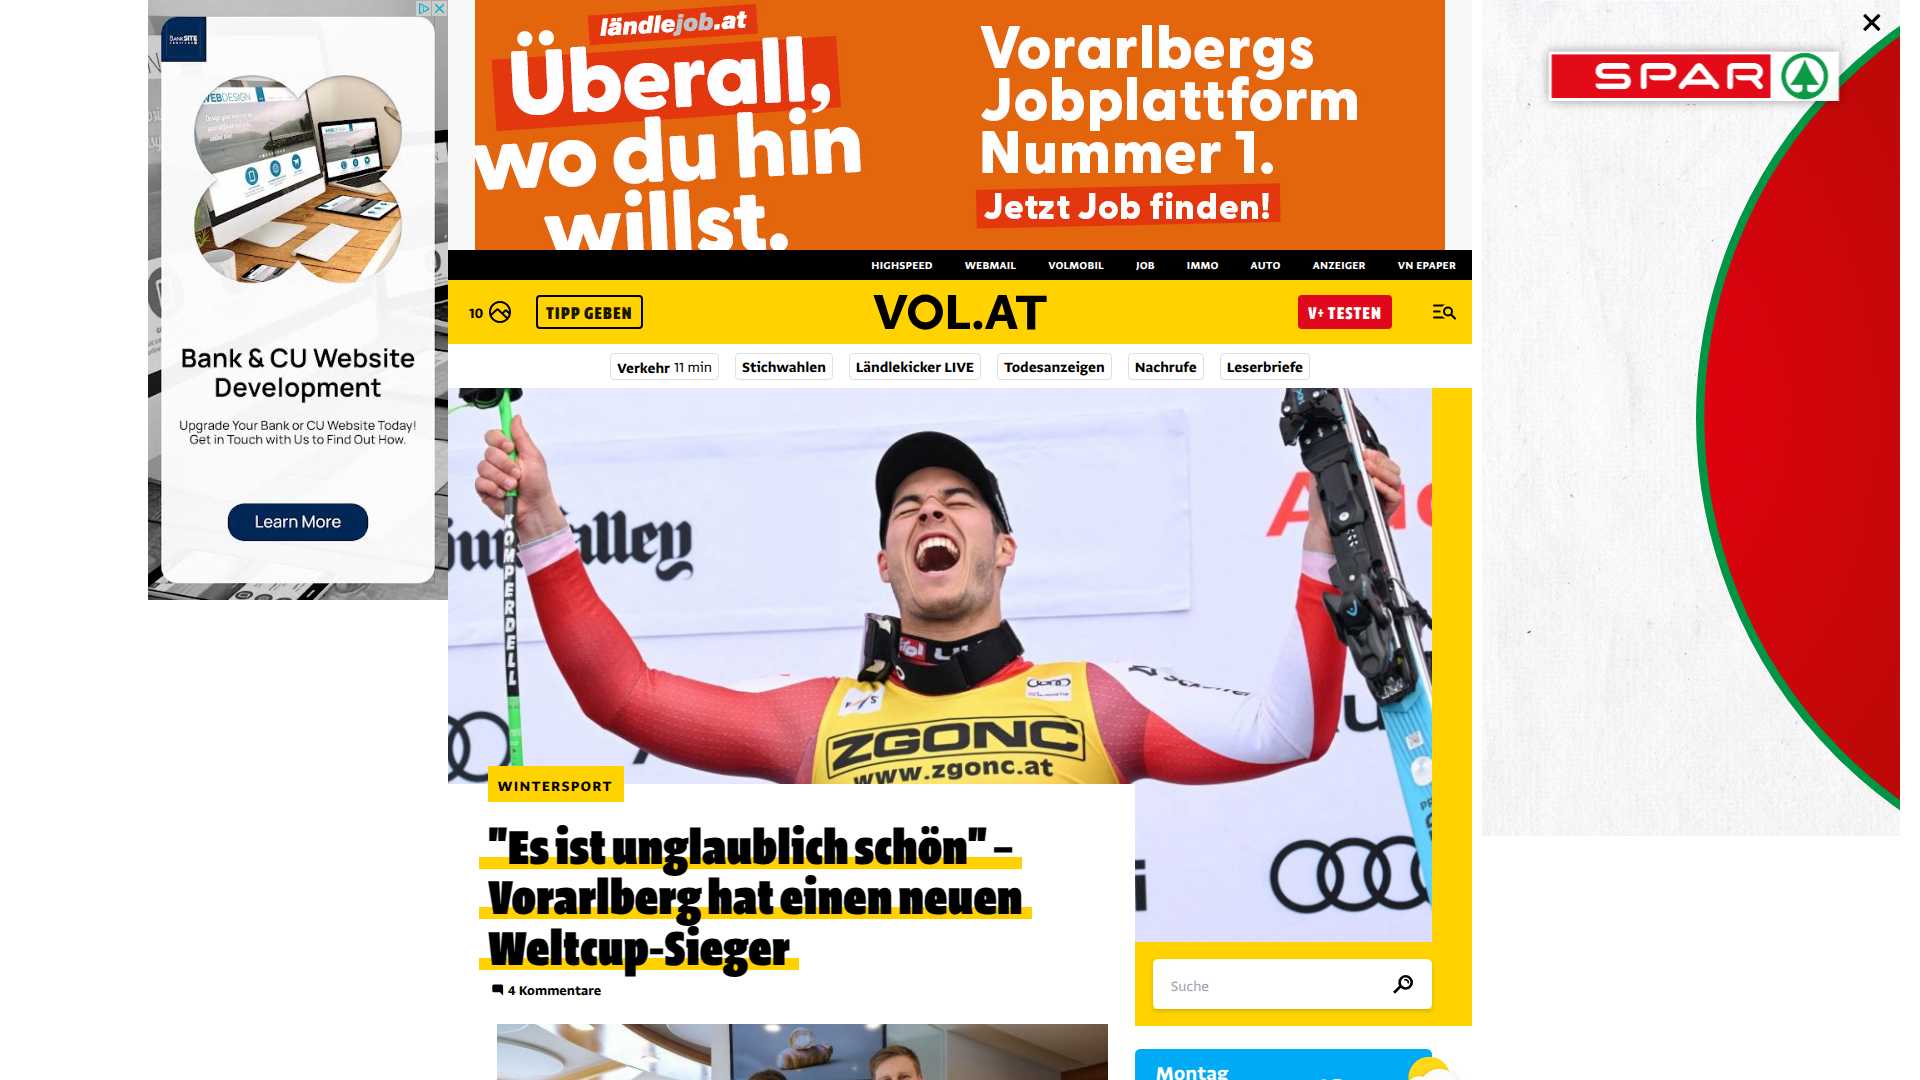 BANKSITE
WEBDESIGN
Bank & CU Website
Development
Upgrade Your Bank or CU Website Today!
Get in Touch with Us to Find Out How.
Learn More
ländlejob.at
Überall,
wo du hin
willst.
Vorarlbergs
Jobplattform
Nummer 1.
Jetzt Job finden!
SPAR
HIGHSPEED WEBMAIL VOLMOBIL JOB IMMO AUTO ANZEIGER VN EPAPER
10 TIPP GEBEN VOL.AT V+ TESTEN
Verkehr 11 min Stichwahlen Ländlekicker LIVE Todesanzeigen Nachrufe Leserbriefe
alley
KOMPERDELL
ZGONC
www.zgonc.at
WINTERSPORT
"Es ist unglaublich schön" –
Vorarlberg hat einen neuen
Weltcup-Sieger
4 Kommentare
Suche
Montag